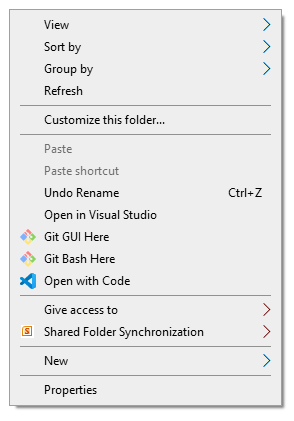 View
Sort by
Group by
Refresh
Customize this folder...
Paste
Paste shortcut
Undo Rename Ctrl+Z
Open in Visual Studio
Git GUI Here
Git Bash Here
Open with Code
Give access to
S Shared Folder Synchronization
New
Properties